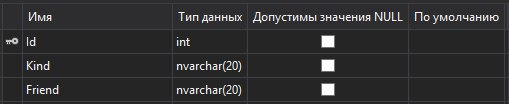 Имя Тип данных Допустимы значения NULL По умолчанию
Id int
Kind nvarchar(20)
Friend nvarchar(20)